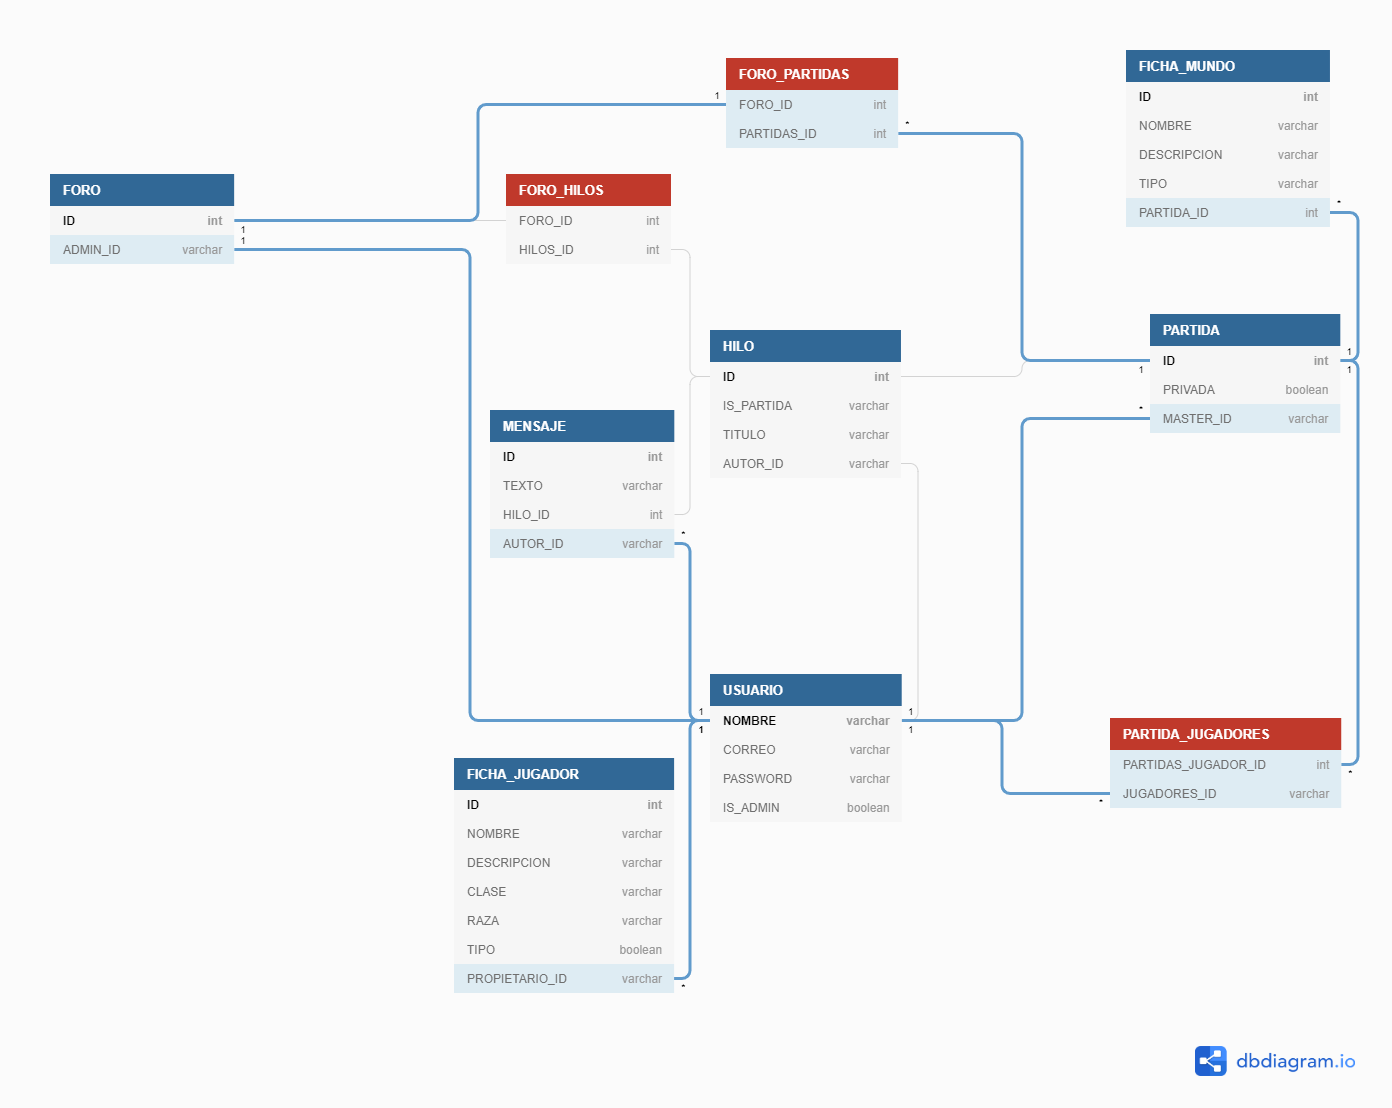 FORO_PARTIDAS
FORO_ID int
PARTIDAS_ID int
FICHA_MUNDO
ID int
NOMBRE varchar
DESCRIPCION varchar
TIPO varchar
PARTIDA_ID int
FORO
ID int
ADMIN_ID varchar
FORO_HILOS
FORO_ID int
HILOS_ID int
HILO
ID int
IS_PARTIDA varchar
TITULO varchar
AUTOR_ID varchar
PARTIDA
ID int
PRIVADA boolean
MASTER_ID varchar
MENSAJE
ID int
TEXTO varchar
HILO_ID int
AUTOR_ID varchar
USUARIO
NOMBRE varchar
CORREO varchar
PASSWORD varchar
IS_ADMIN boolean
PARTIDA_JUGADORES
PARTIDAS_JUGADOR_ID int
JUGADORES_ID varchar
FICHA_JUGADOR
ID int
NOMBRE varchar
DESCRIPCION varchar
CLASE varchar
RAZA varchar
TIPO boolean
PROPIETARIO_ID varchar
1
*
1
1
*
1
1
1
*
*
1
1
1
1
*
*
*
dbdiagram.io